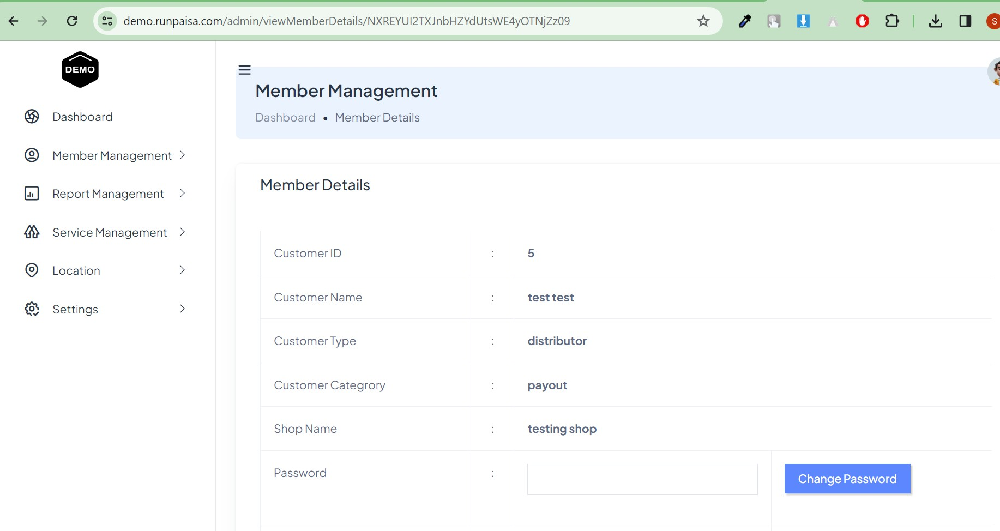 demo.runpaisa.com/admin/viewMemberDetails/NXREYUI2TXJnbHZYdUtsWE4yOTNjZz09
S
DEMO
Dashboard
Member Management
Report Management
Service Management
Location
Settings
Member Management
Dashboard • Member Details
Member Details
Customer ID : 5
Customer Name : test test
Customer Type : distributor
Customer Categrory : payout
Shop Name : testing shop
Password : Change Password